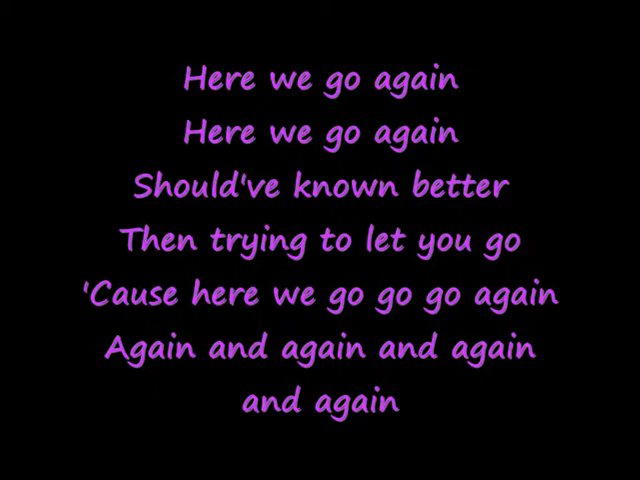 Here we go again
Here we go again
Should've known better
Then trying to let you go
'Cause here we go go go again
Again and again and again
and again